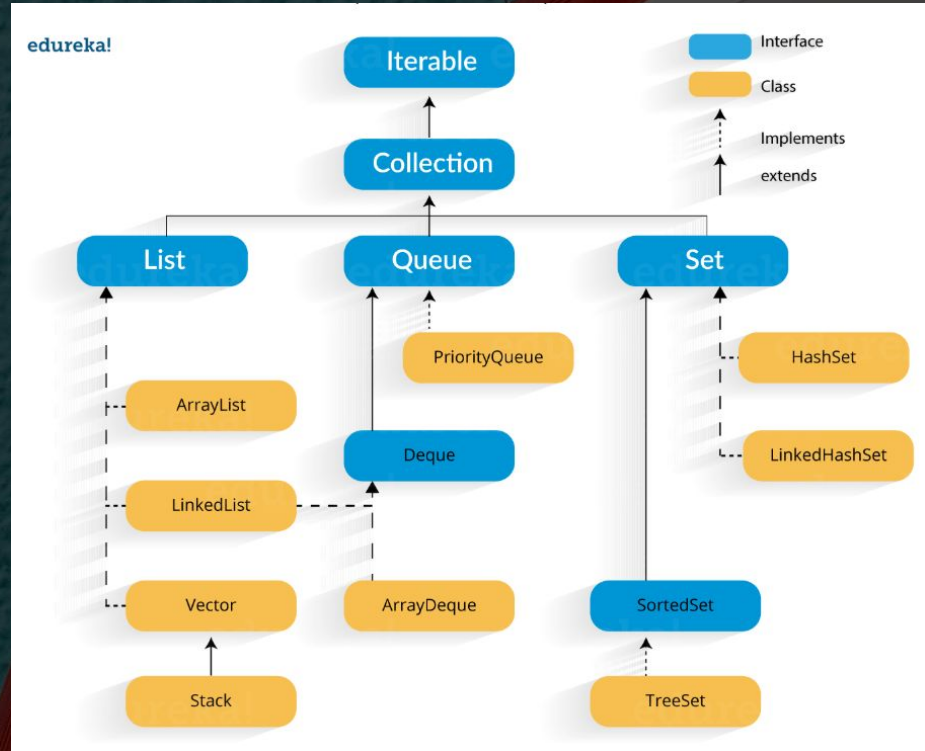 edureka!
Iterable
Interface
Class
Collection
Implements
extends
List
Queue
Set
PriorityQueue
HashSet
ArrayList
Deque
LinkedHashSet
LinkedList
Vector
ArrayDeque
SortedSet
Stack
TreeSet